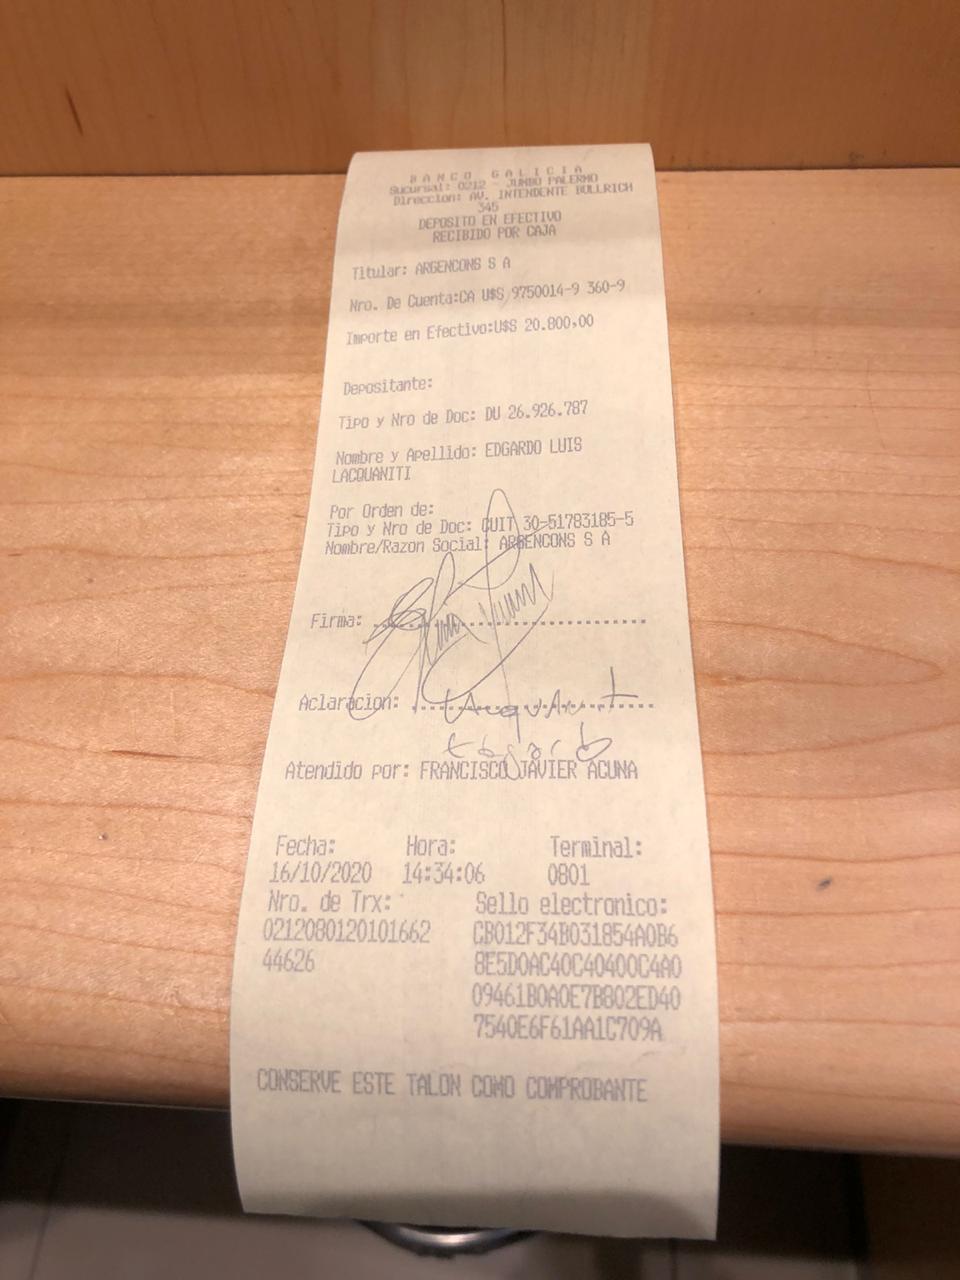 BANCO GALICIA
Sucursal: 0212 - JUMBO PALERMO
Direccion: AV. INTENDENTE BULLRICH
345
DEPOSITO EN EFECTIVO
RECIBIDO POR CAJA
Titular: ARGENCONS S A
Nro. De Cuenta:CA U$S 9750014-9 360-9
Importe en Efectivo:U$S 20.800,00
Depositante:
Tipo y Nro de Doc: DU 26.926.787
Nombre y Apellido: EDGARDO LUIS
LACQUANITI
Por Orden de:
Tipo y Nro de Doc: CUIT 30-51783185-5
Nombre/Razon Social: ARGENCONS S A
Firma:
Aclaracion:
Atendido por: FRANCISCO JAVIER ACUNA
Fecha: Hora: Terminal:
16/10/2020 14:34:06 0801
Nro. de Trx: Sello electronico:
0212080120101662 CB012F34B031854A0B6
44626 8E5D0AC40C40400C4A0
09461B0A0E7B802ED40
7540E6F61AA1C709A
CONSERVE ESTE TALON COMO COMPROBANTE